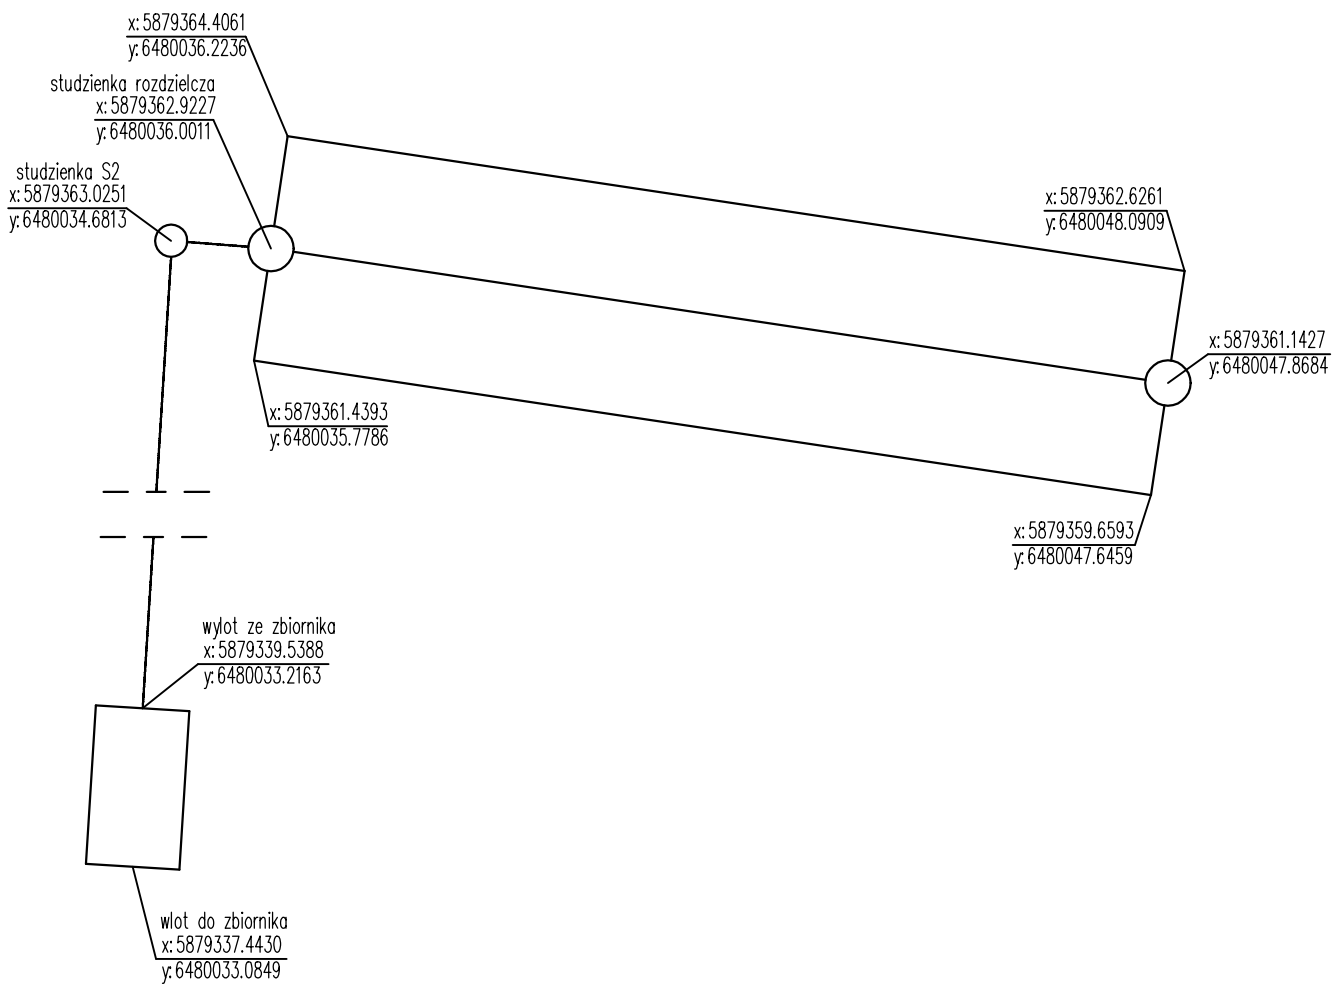 x: 5879364.4061
y: 6480036.2236
studzienka rozdzielcza
x: 5879362.9227
y: 6480036.0011
studzienka S2
x: 5879363.0251
y: 6480034.6813
x: 5879362.6261
y: 6480048.0909
x: 5879361.1427
y: 6480047.8684
x: 5879361.4393
y: 6480035.7786
x: 5879359.6593
y: 6480047.6459
wylot ze zbiornika
x: 5879339.5388
y: 6480033.2163
wlot do zbiornika
x: 5879337.4430
y: 6480033.0849